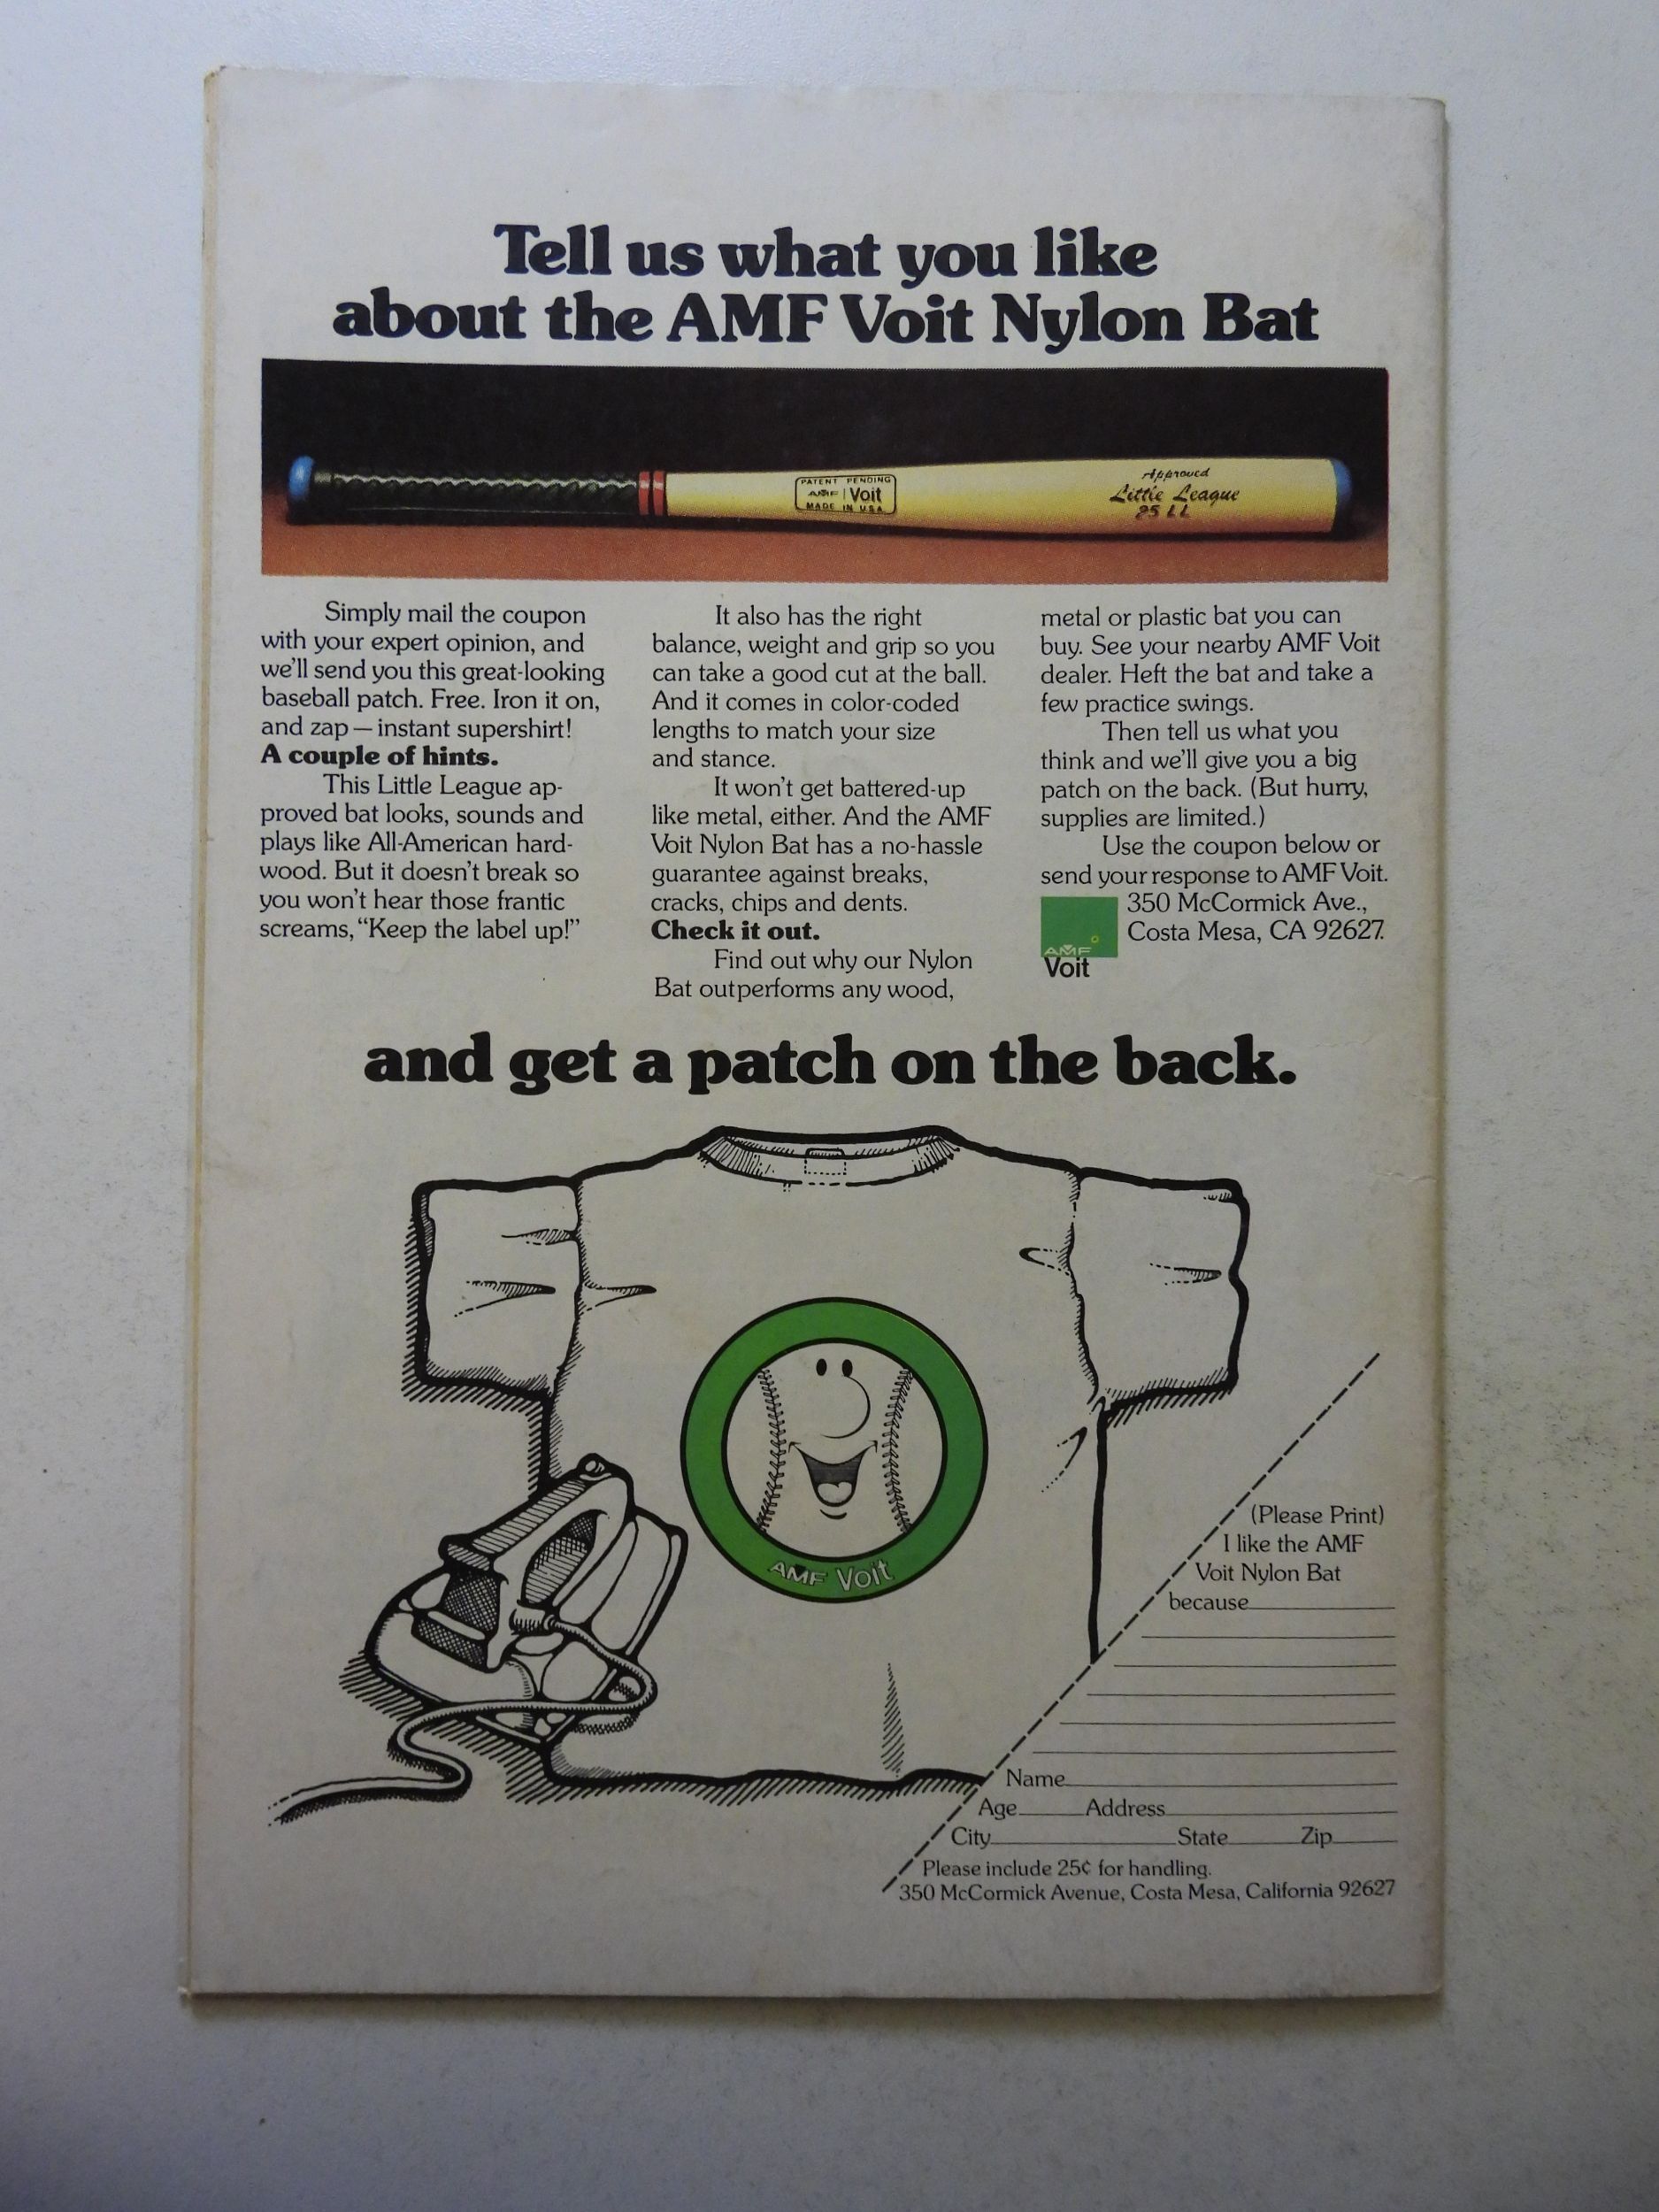 Tell us what you like
about the AMF Voit Nylon Bat
PATENT PENDING
AMF | Voit
MADE IN U.S.A.
Approved
Little League
25 LL
Simply mail the coupon
with your expert opinion, and
we'll send you this great-looking
baseball patch. Free. Iron it on,
and zap — instant supershirt!
A couple of hints.
This Little League ap-
proved bat looks, sounds and
plays like All-American hard-
wood. But it doesn't break so
you won't hear those frantic
screams, “Keep the label up!”
It also has the right
balance, weight and grip so you
can take a good cut at the ball.
And it comes in color-coded
lengths to match your size
and stance.
It won't get battered-up
like metal, either. And the AMF
Voit Nylon Bat has a no-hassle
guarantee against breaks,
cracks, chips and dents.
Check it out.
Find out why our Nylon
Bat outperforms any wood,
metal or plastic bat you can
buy. See your nearby AMF Voit
dealer. Heft the bat and take a
few practice swings.
Then tell us what you
think and we'll give you a big
patch on the back. (But hurry,
supplies are limited.)
Use the coupon below or
send your response to AMF Voit.
350 McCormick Ave.,
Costa Mesa, CA 92627.
AMF
Voit
and get a patch on the back.
AMF Voit
(Please Print)
I like the AMF
Voit Nylon Bat
because
Name
Age Address
City State Zip
Please include 25¢ for handling.
350 McCormick Avenue, Costa Mesa, California 92627